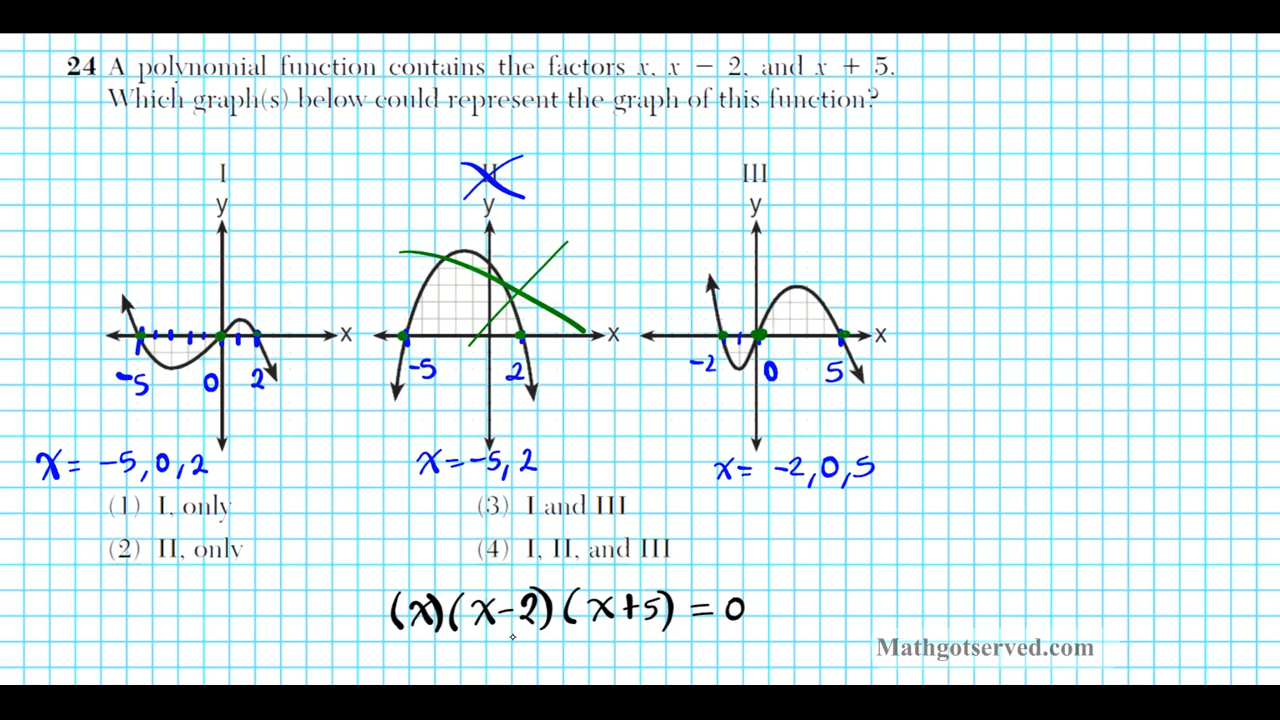 24 A polynomial function contains the factors x, x − 2, and x + 5.
Which graph(s) below could represent the graph of this function?
I II III
y y y
x x x
-5 0 2 -5 2 -2 0 5
x = -5, 0, 2 x = -5, 2 x = -2, 0, 5
(1) I, only (3) I and III
(2) II, only (4) I, II, and III
(x)(x-2)(x+5) = 0
Mathgotserved.com